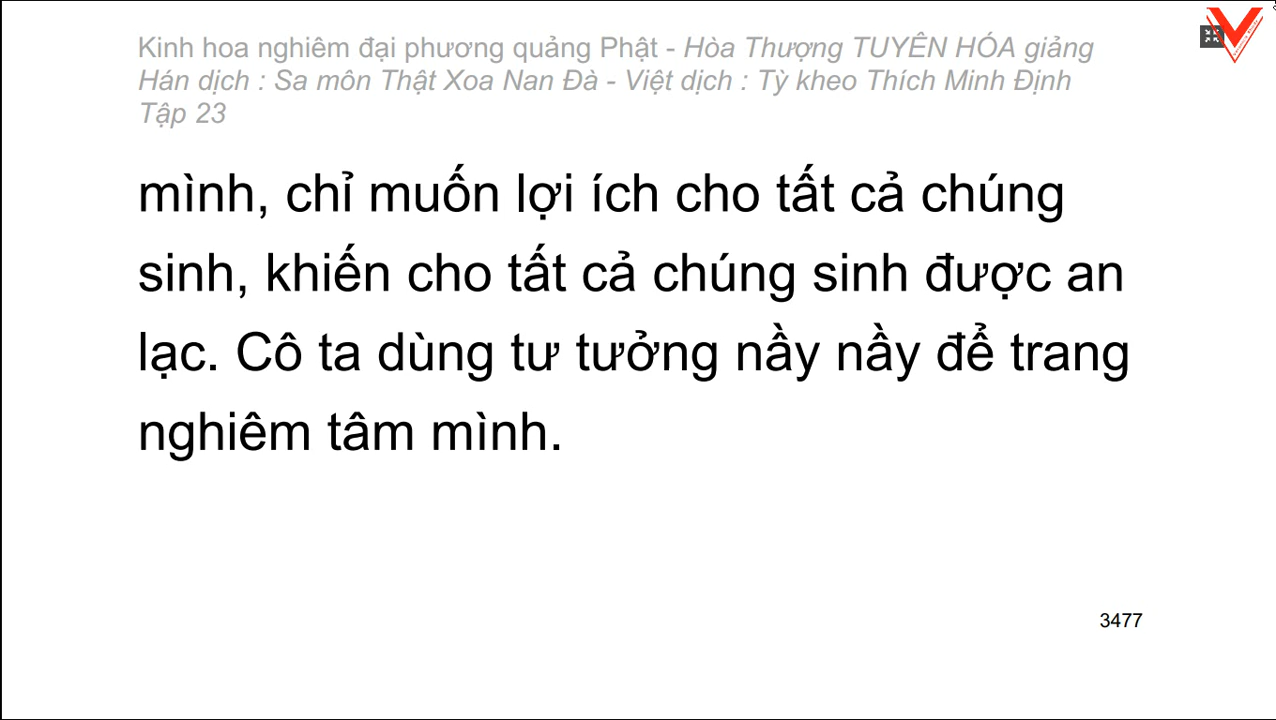 Kinh hoa nghiêm đại phương quảng Phật - Hòa Thượng TUYÊN HÓA giảng
Hán dịch : Sa môn Thật Xoa Nan Đà - Việt dịch : Tỳ kheo Thích Minh Định
Tập 23
mình, chỉ muốn lợi ích cho tất cả chúng
sinh, khiến cho tất cả chúng sinh được an
lạc. Cô ta dùng tư tưởng nầy nầy để trang
nghiêm tâm mình.
3477